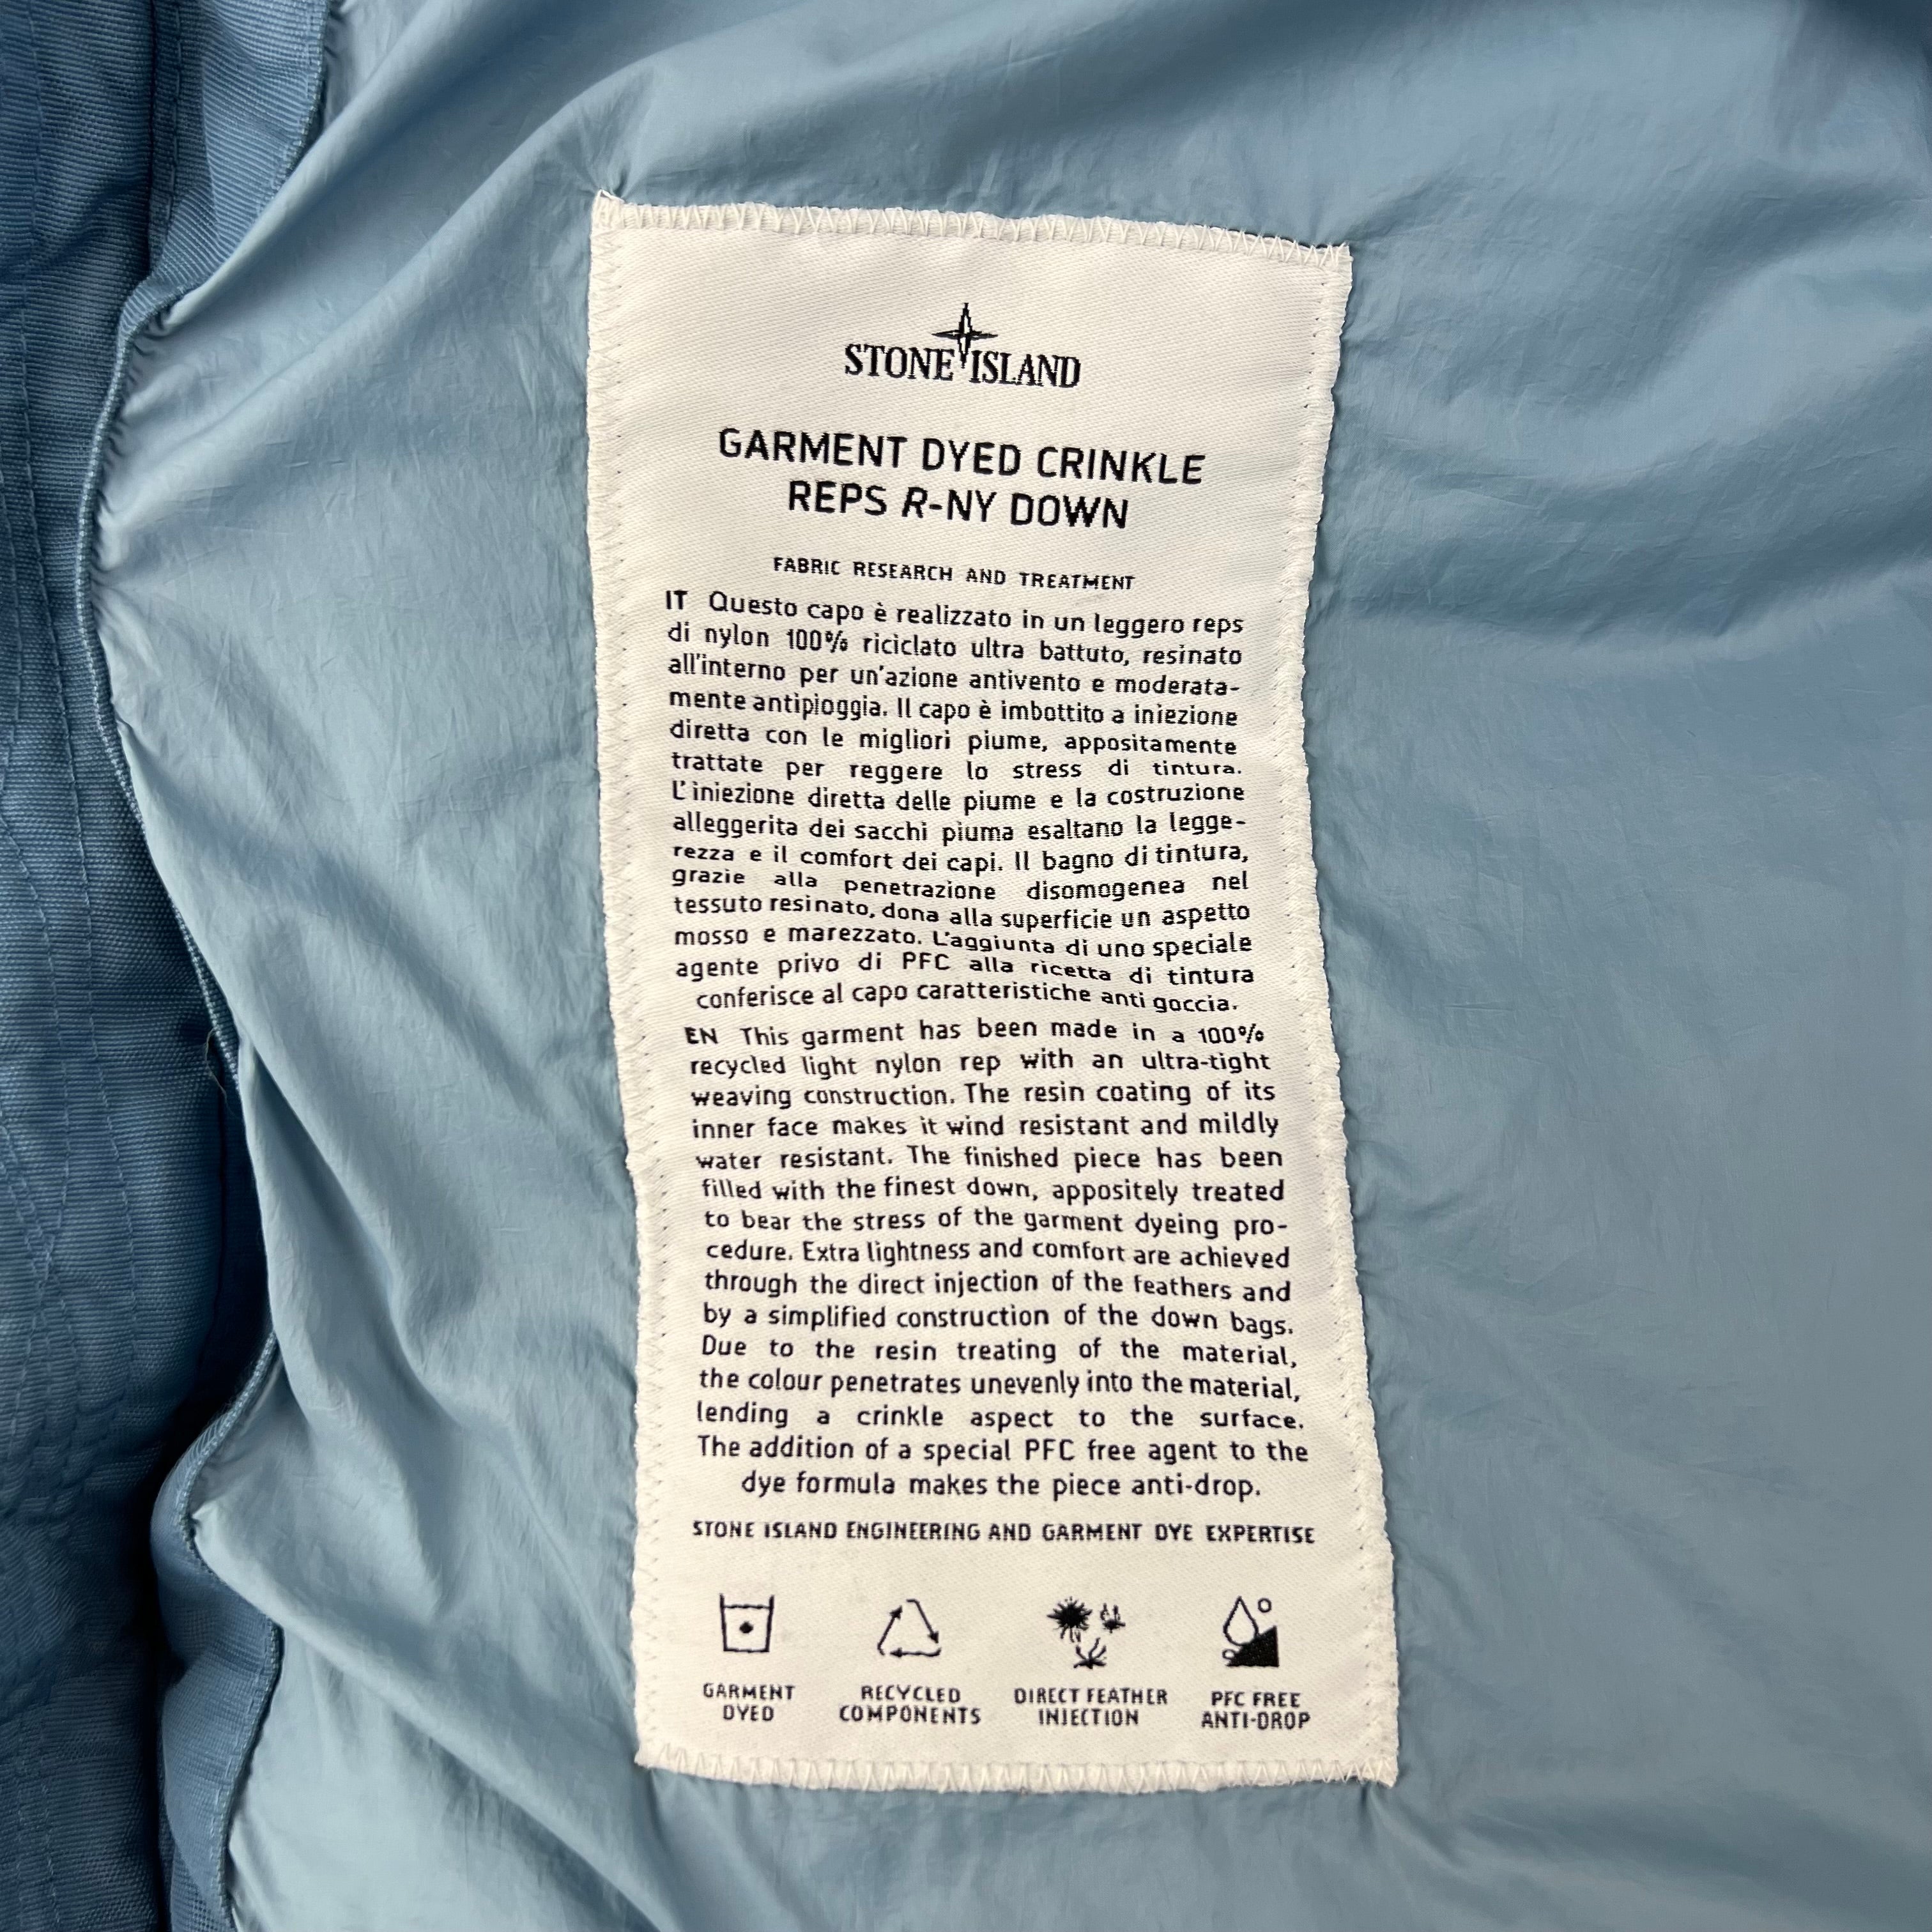 STONE ISLAND
GARMENT DYED CRINKLE
REPS R-NY DOWN
FABRIC RESEARCH AND TREATMENT
IT Questo capo è realizzato in un leggero reps
di nylon 100% riciclato ultra battuto, resinato
all'interno per un'azione antivento e moderata-
mente antipioggia. Il capo è imbottito a iniezione
diretta con le migliori piume, appositamente
trattate per reggere lo stress di tintura.
L'iniezione diretta delle piume e la costruzione
alleggerita dei sacchi piuma esaltano la legge-
rezza e il comfort dei capi. Il bagno di tintura,
grazie alla penetrazione disomogenea nel
tessuto resinato, dona alla superficie un aspetto
mosso e marezzato. L'aggiunta di uno speciale
agente privo di PFC alla ricetta di tintura
conferisce al capo caratteristiche anti goccia.
EN This garment has been made in a 100%
recycled light nylon rep with an ultra-tight
weaving construction. The resin coating of its
inner face makes it wind resistant and mildly
water resistant. The finished piece has been
filled with the finest down, appositely treated
to bear the stress of the garment dyeing pro-
cedure. Extra lightness and comfort are achieved
through the direct injection of the feathers and
by a simplified construction of the down bags.
Due to the resin treating of the material,
the colour penetrates unevenly into the material,
lending a crinkle aspect to the surface.
The addition of a special PFC free agent to the
dye formula makes the piece anti-drop.
STONE ISLAND ENGINEERING AND GARMENT DYE EXPERTISE
GARMENT DYED
RECYCLED COMPONENTS
DIRECT FEATHER INJECTION
PFC FREE ANTI-DROP